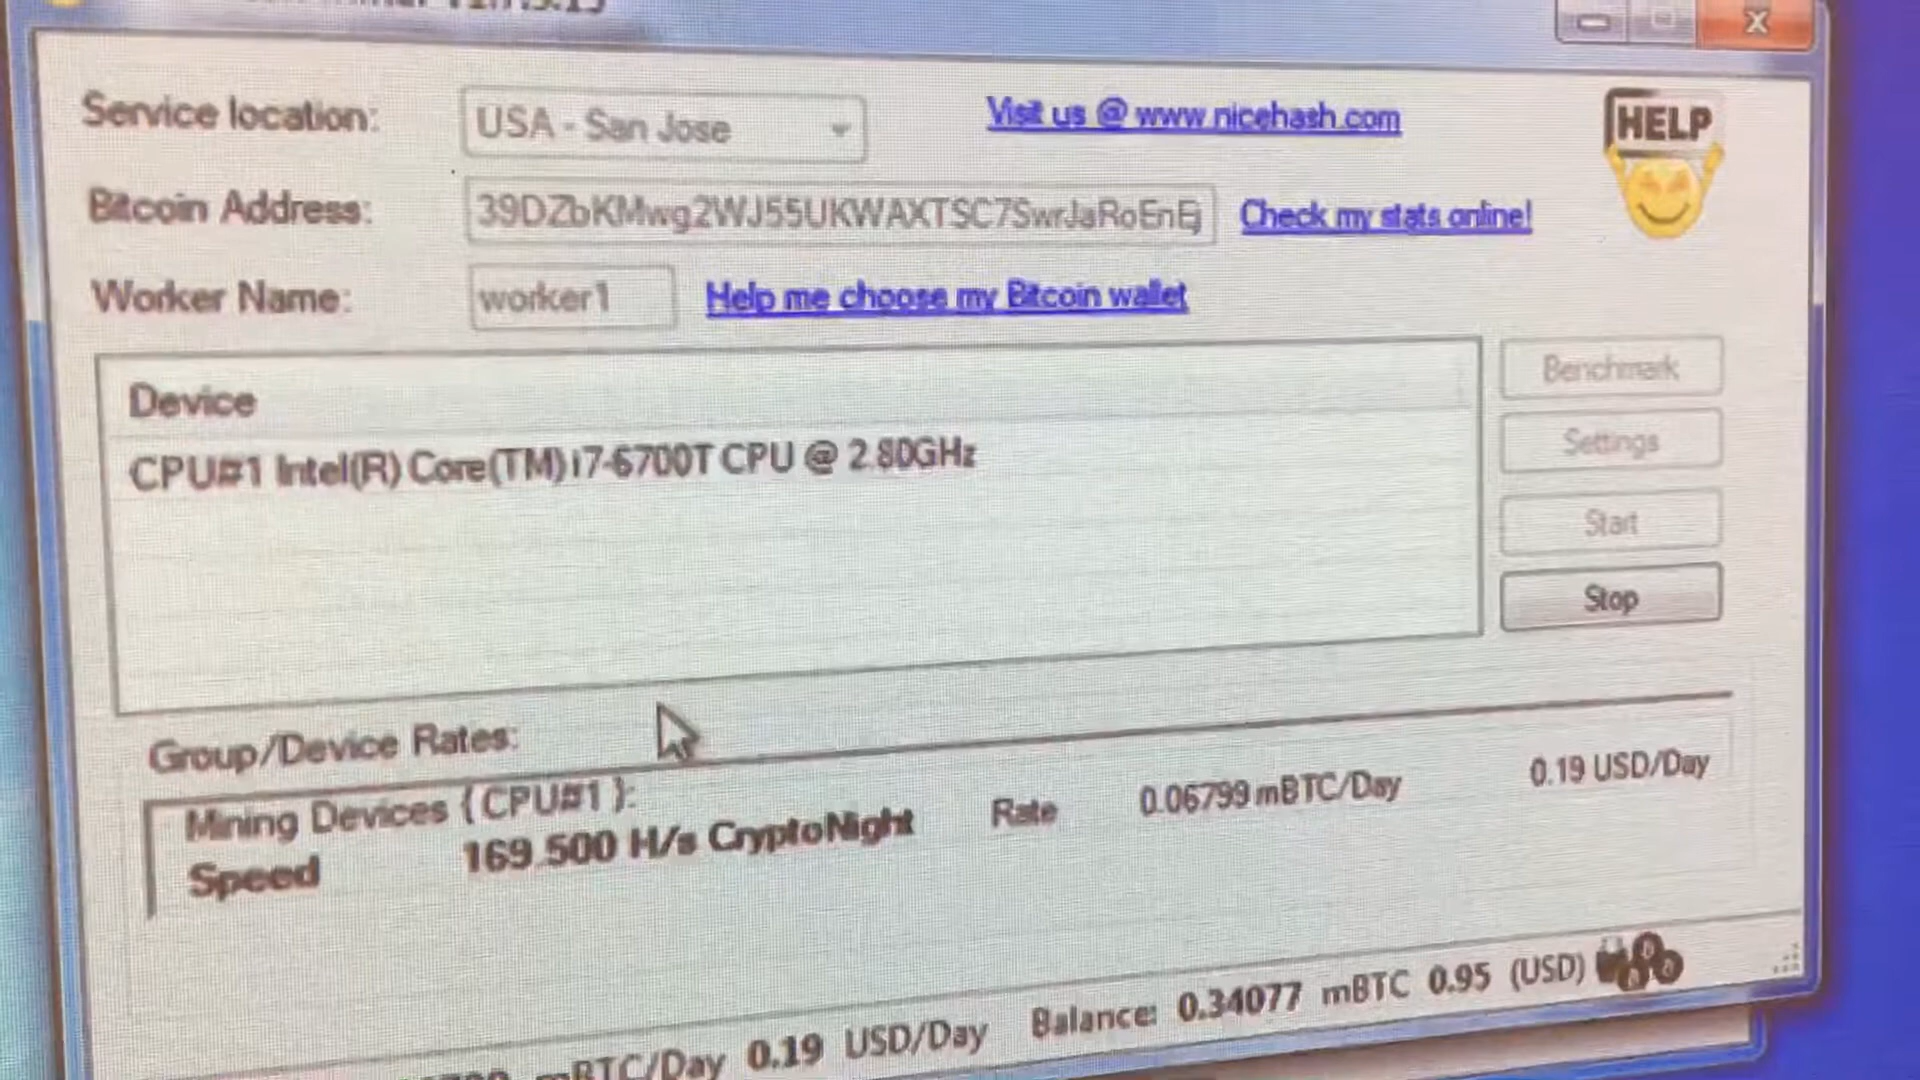 Service location: USA - San Jose Visit us @ www.nicehash.com HELP
Bitcoin Address: 39DZbKMwg2WJ55UKWAXTSC7SwrJaRoEnEj Check my stats online!
Worker Name: worker1 Help me choose my Bitcoin wallet
Device
CPU#1 Intel(R) Core(TM) i7-6700T CPU @ 2.80GHz
Benchmark
Settings
Start
Stop
Group/Device Rates:
Mining Devices { CPU#1 }:
Speed 169.500 H/s CryptoNight Rate 0.06799 mBTC/Day 0.19 USD/Day
mBTC/Day 0.19 USD/Day Balance: 0.34077 mBTC 0.95 (USD)